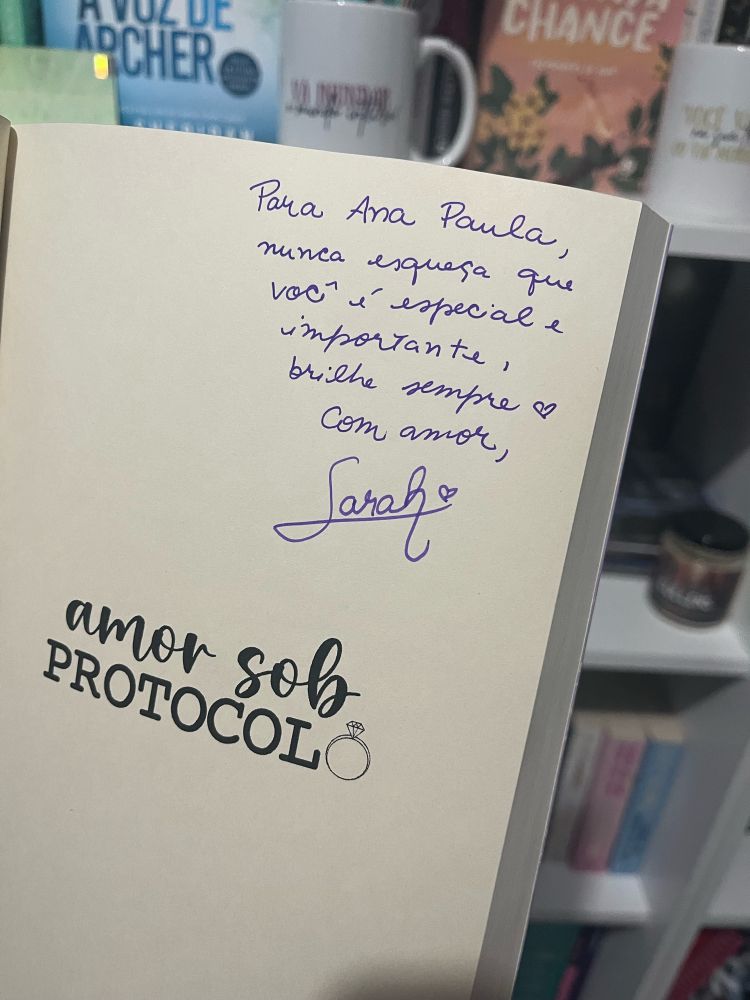 A VOZ DE
ARCHER
CHANCE
Para Ana Paula,
nunca esqueça que
você é especial e
importante,
brilhe sempre
Com amor,
Sarah
amor sob
PROTOCOLO